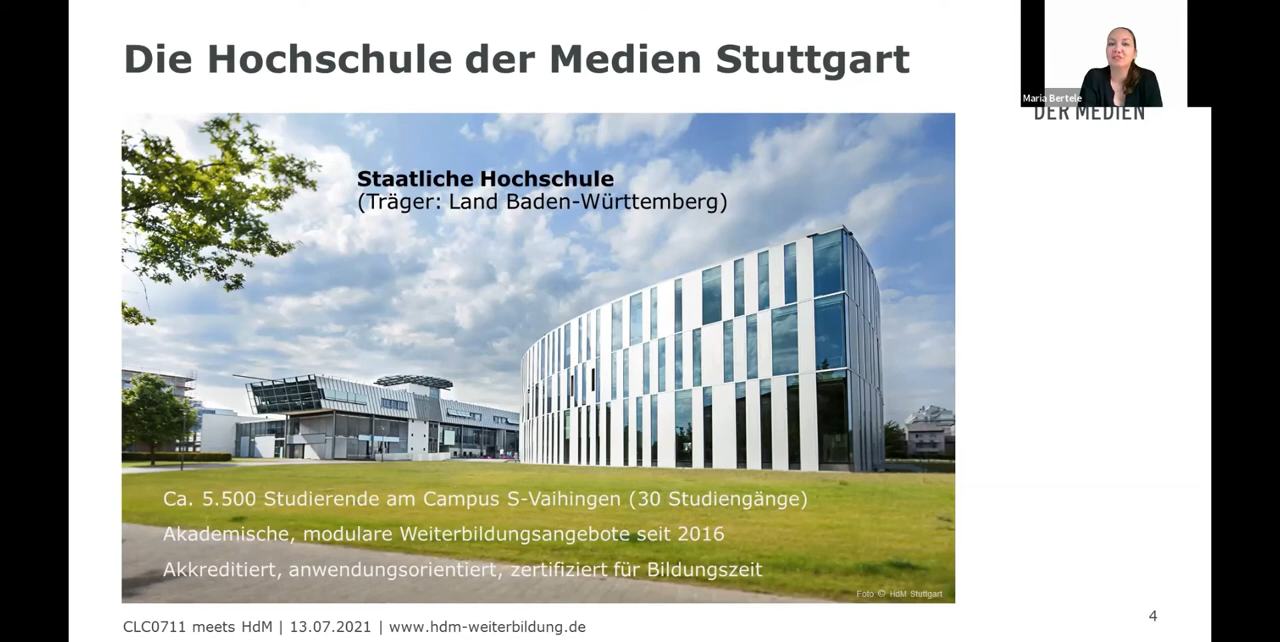 Die Hochschule der Medien Stuttgart
Maria Bertele
DER MEDIEN
Staatliche Hochschule
(Träger: Land Baden-Württemberg)
Ca. 5.500 Studierende am Campus S-Vaihingen (30 Studiengänge)
Akademische, modulare Weiterbildungsangebote seit 2016
Akkreditiert, anwendungsorientiert, zertifiziert für Bildungszeit
Foto © HdM Stuttgart
4
CLC0711 meets HdM | 13.07.2021 | www.hdm-weiterbildung.de